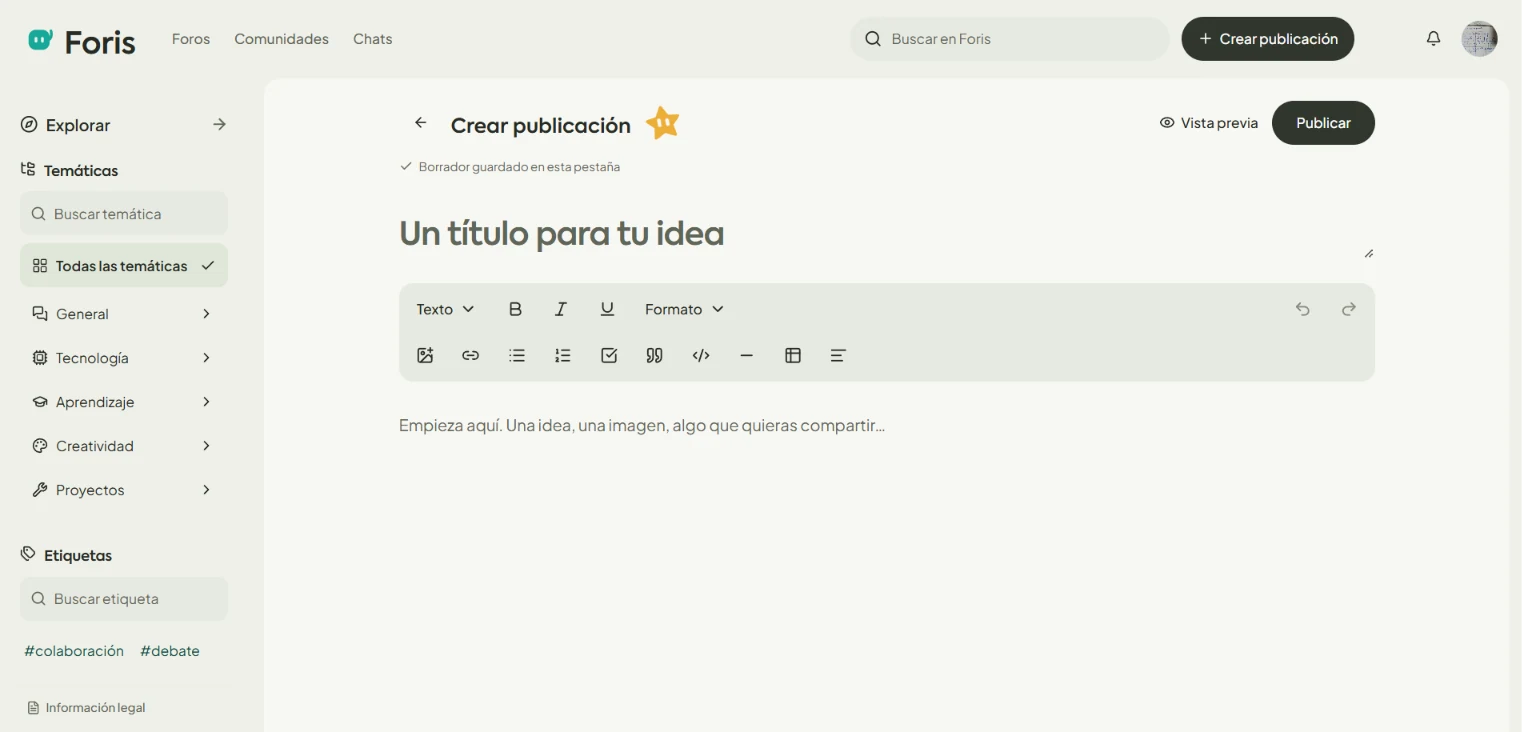 Foris
Foros
Comunidades
Chats
Buscar en Foris
Crear publicación
Explorar
Temáticas
Buscar temática
Todas las temáticas
General
Tecnología
Aprendizaje
Creatividad
Proyectos
Etiquetas
Buscar etiqueta
#colaboración #debate
Información legal
Crear publicación
Vista previa
Publicar
Borrador guardado en esta pestaña
Un título para tu idea
Texto
Formato
Empieza aquí. Una idea, una imagen, algo que quieras compartir...